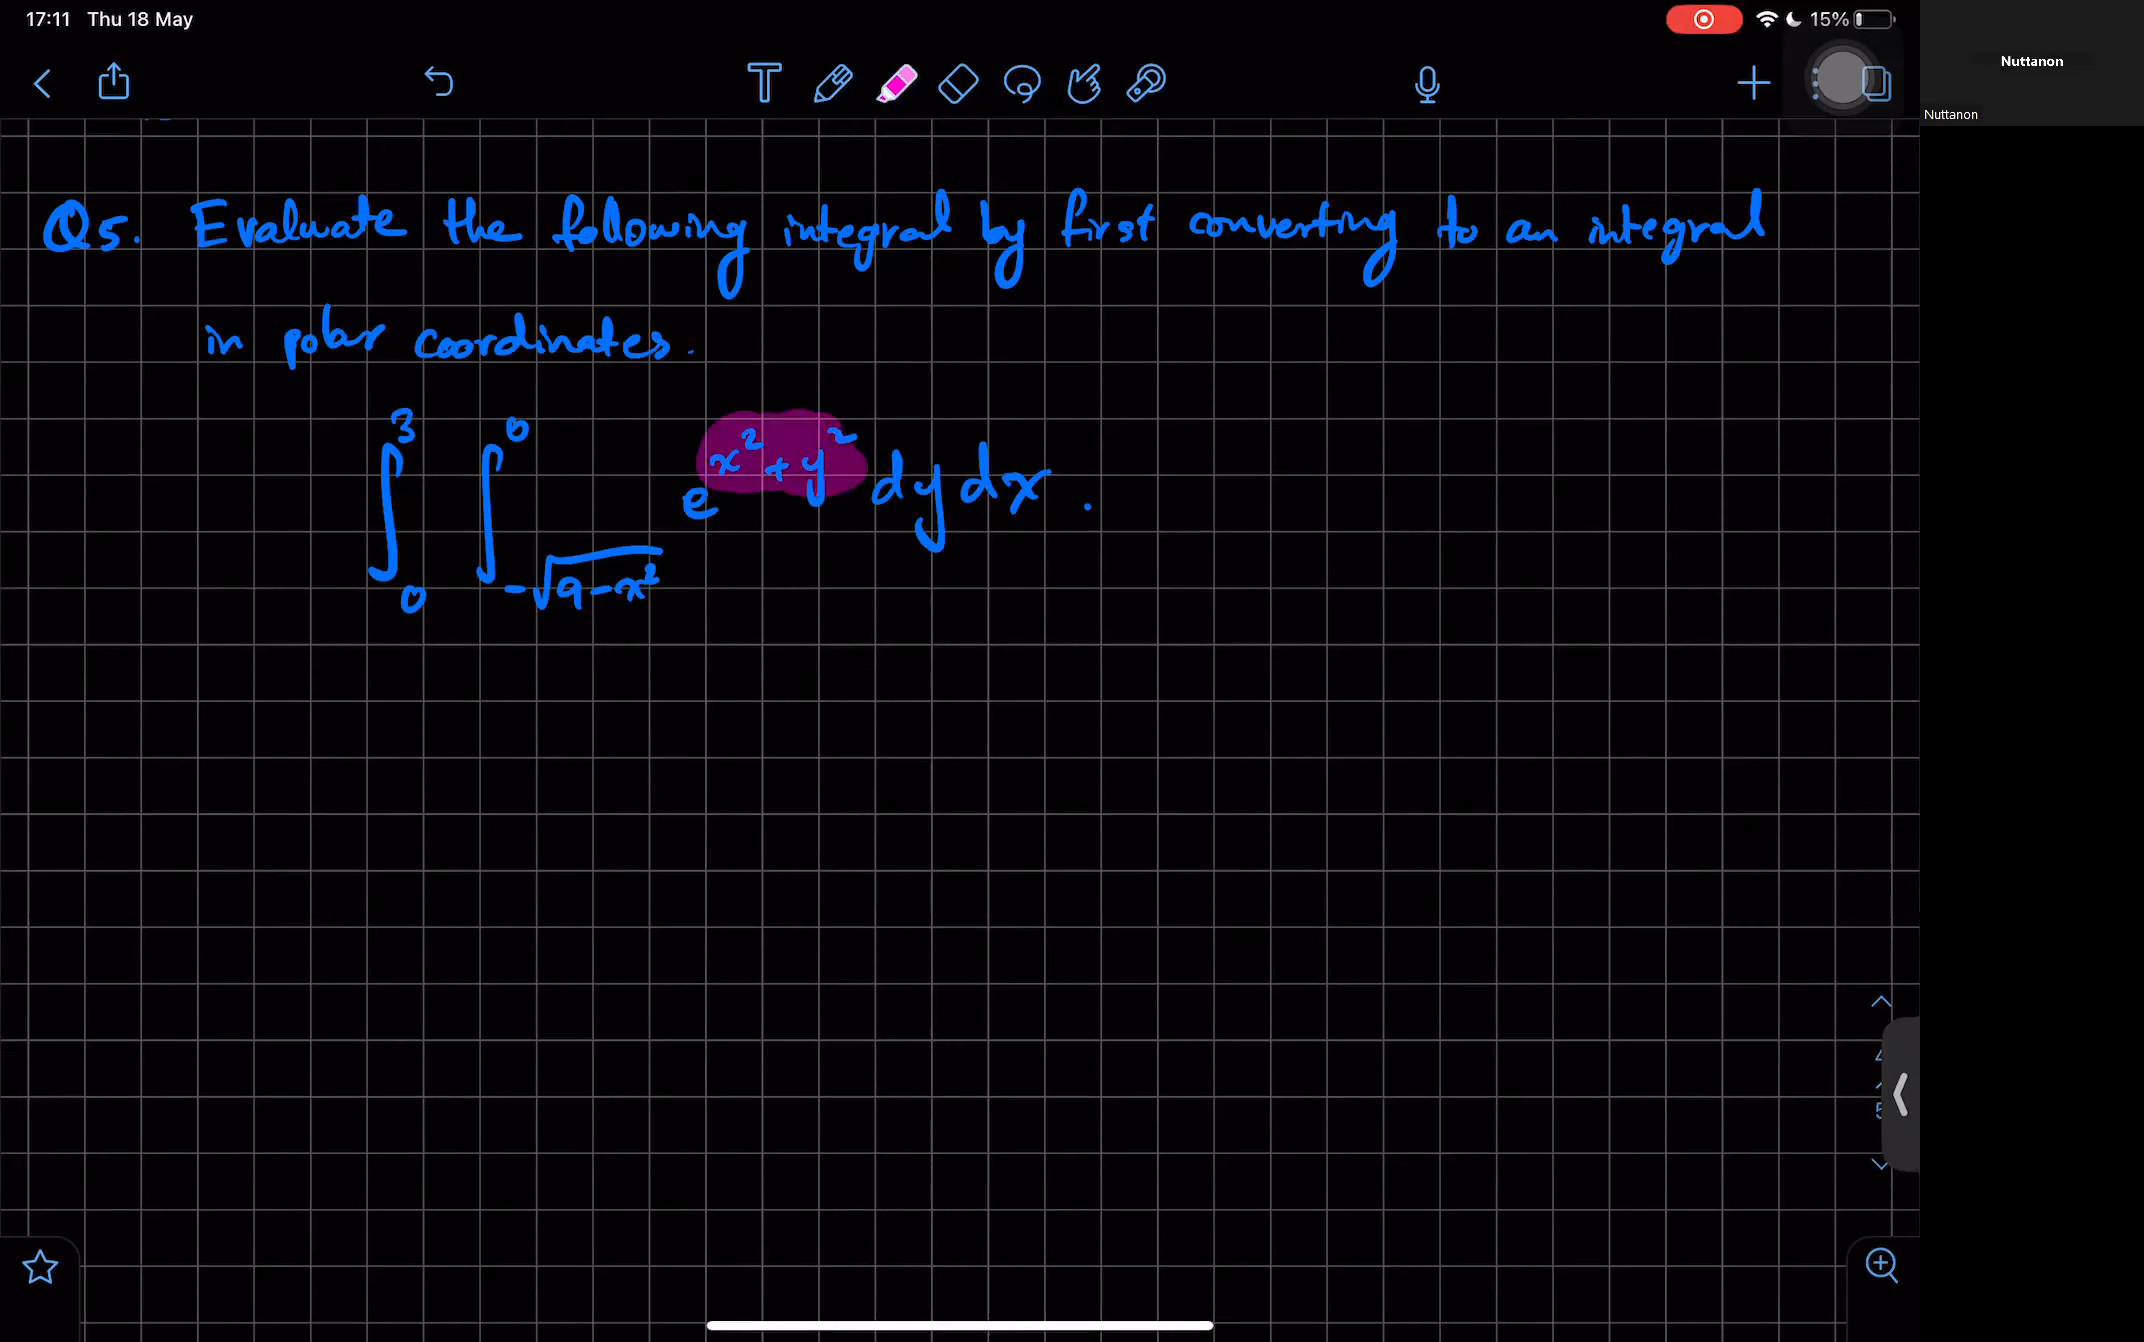 17:11 Thu 18 May
15%
Nuttanon
Nuttanon
Q5. Evaluate the following integral by first converting to an integral
in polar coordinates.
∫₀³ ∫_{-√(9-x²)}^0 e^{x²+y²} dy dx.